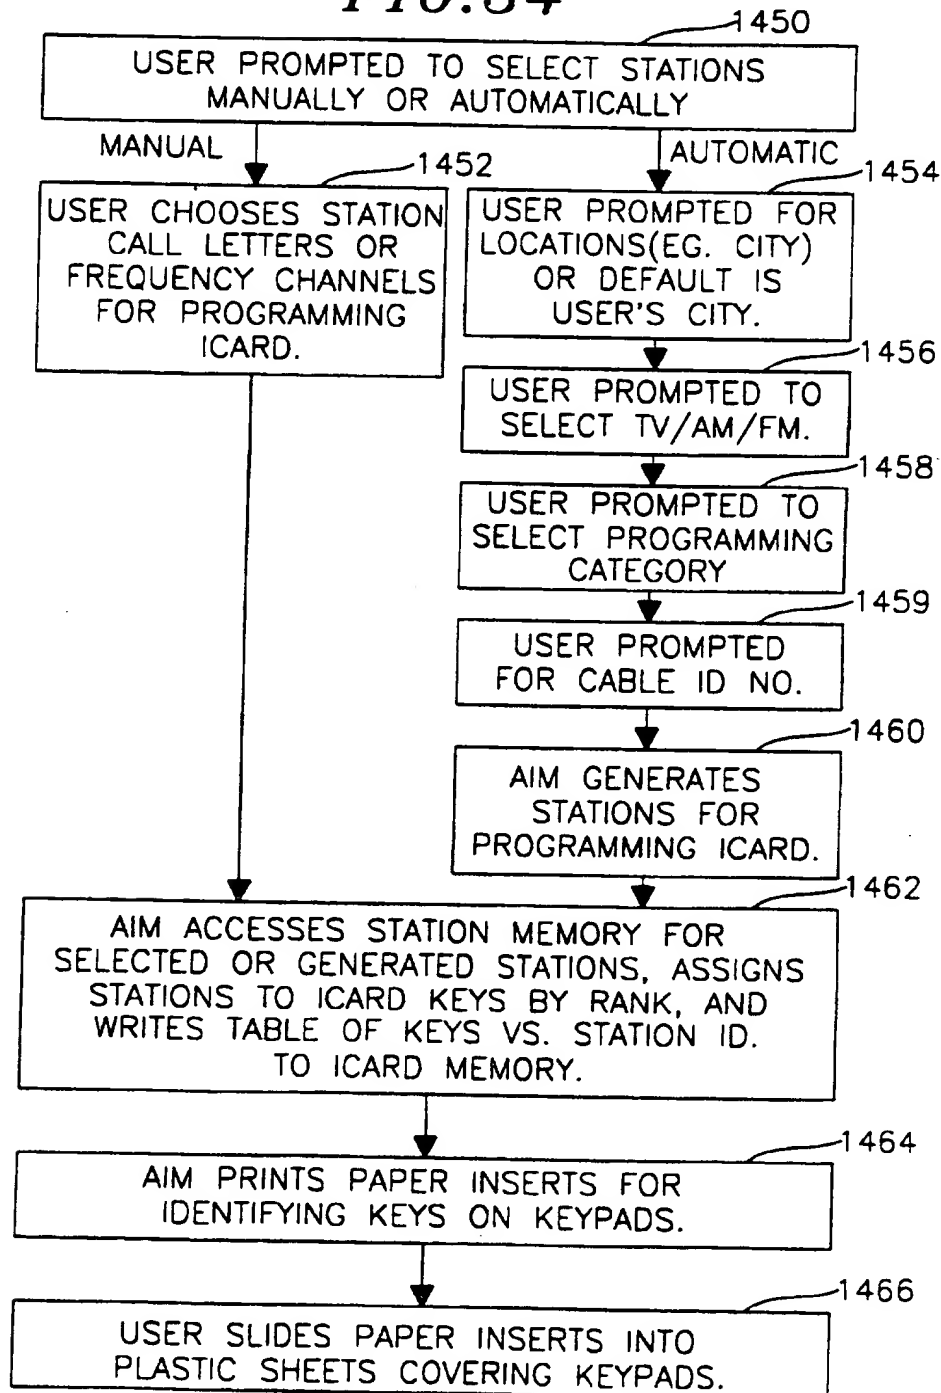 FIG.34
1450
USER PROMPTED TO SELECT STATIONS
MANUALLY OR AUTOMATICALLY
MANUAL
AUTOMATIC
1452
USER CHOOSES STATION
CALL LETTERS OR
FREQUENCY CHANNELS
FOR PROGRAMMING
ICARD.
1454
USER PROMPTED FOR
LOCATIONS(EG. CITY)
OR DEFAULT IS
USER'S CITY.
1456
USER PROMPTED TO
SELECT TV/AM/FM.
1458
USER PROMPTED TO
SELECT PROGRAMMING
CATEGORY
1459
USER PROMPTED
FOR CABLE ID NO.
1460
AIM GENERATES
STATIONS FOR
PROGRAMMING ICARD.
1462
AIM ACCESSES STATION MEMORY FOR
SELECTED OR GENERATED STATIONS, ASSIGNS
STATIONS TO ICARD KEYS BY RANK, AND
WRITES TABLE OF KEYS VS. STATION ID.
TO ICARD MEMORY.
1464
AIM PRINTS PAPER INSERTS FOR
IDENTIFYING KEYS ON KEYPADS.
1466
USER SLIDES PAPER INSERTS INTO
PLASTIC SHEETS COVERING KEYPADS.